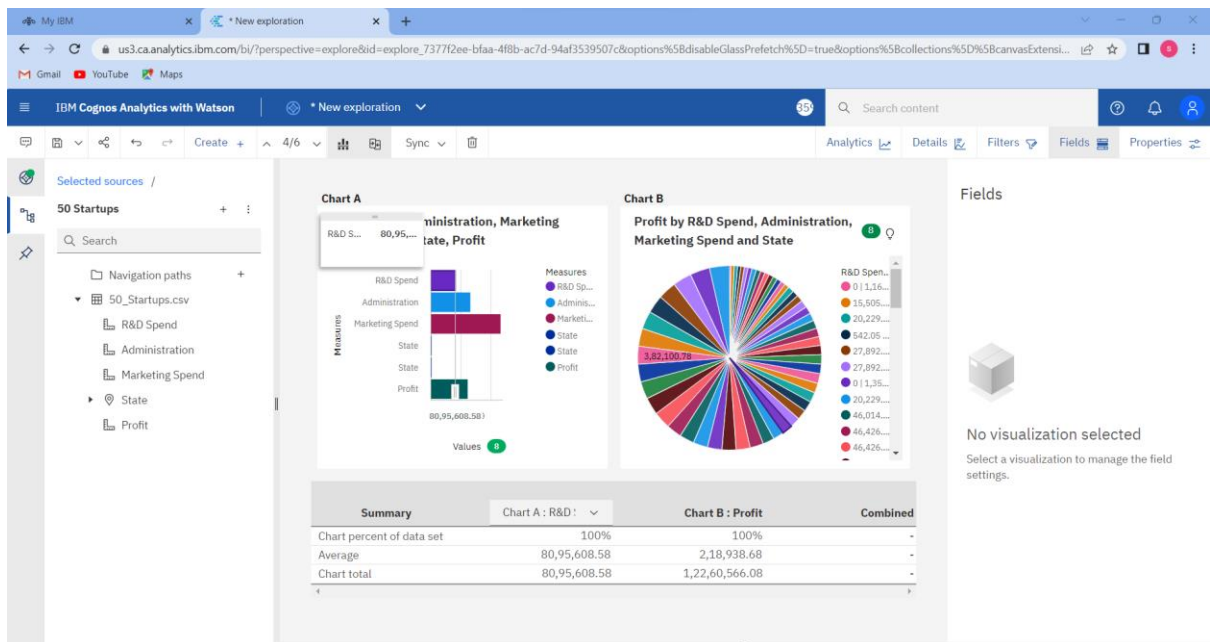 My IBM
* New exploration
us3.ca.analytics.ibm.com/bi/?perspective=explore&id=explore_7377f2ee-bfaa-4f8b-ac7d-94af3539507c&options%5BdisableGlassPrefetch%5D=true&options%5Bcollections%5D%5BcanvasExtensi...
Gmail YouTube Maps
IBM Cognos Analytics with Watson * New exploration Search content
Create + 4/6 Sync Analytics Details Filters Fields Properties
Selected sources /
50 Startups
Search
Navigation paths
50_Startups.csv
R&D Spend
Administration
Marketing Spend
State
Profit
Chart A
ministration, Marketing
tate, Profit
R&D S... 80,95,...
R&D Spend
Administration
Marketing Spend
State
State
Profit
Measures
80,95,608.58)
Values 8
Measures
R&D Sp...
Adminis...
Marketi...
State
State
Profit
Chart B
Profit by R&D Spend, Administration,
Marketing Spend and State
8
3,82,100.78
R&D Spen...
0 | 1,16...
15,505....
20,229....
542.05 ...
27,892....
27,892....
0 | 1,35...
20,229....
46,014....
46,426....
46,426....
Summary Chart A : R&D Chart B : Profit Combined
Chart percent of data set 100% 100% -
Average 80,95,608.58 2,18,938.68 -
Chart total 80,95,608.58 1,22,60,566.08 -
Fields
No visualization selected
Select a visualization to manage the field
settings.